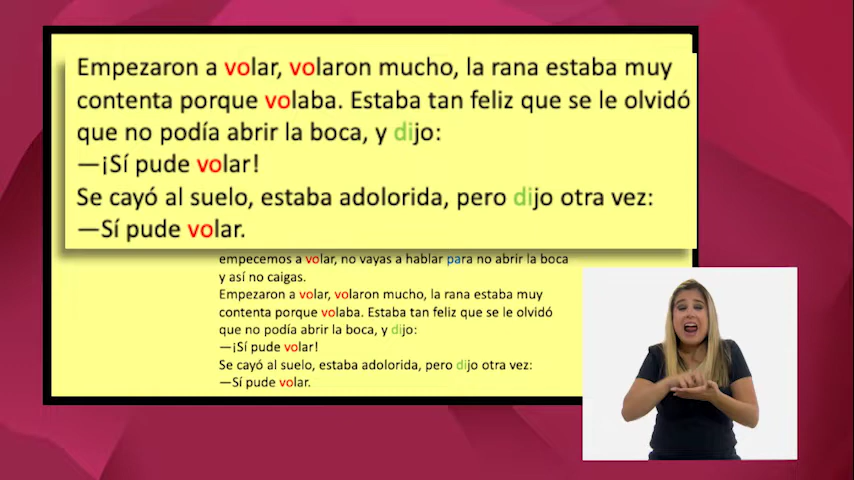 Empezaron a volar, volaron mucho, la rana estaba muy
contenta porque volaba. Estaba tan feliz que se le olvidó
que no podía abrir la boca, y dijo:
—¡Sí pude volar!
Se cayó al suelo, estaba adolorida, pero dijo otra vez:
—Sí pude volar.
empecemos a volar, no vayas a hablar para no abrir la boca
y así no caigas.
Empezaron a volar, volaron mucho, la rana estaba muy
contenta porque volaba. Estaba tan feliz que se le olvidó
que no podía abrir la boca, y dijo:
—¡Sí pude volar!
Se cayó al suelo, estaba adolorida, pero dijo otra vez:
—Sí pude volar.